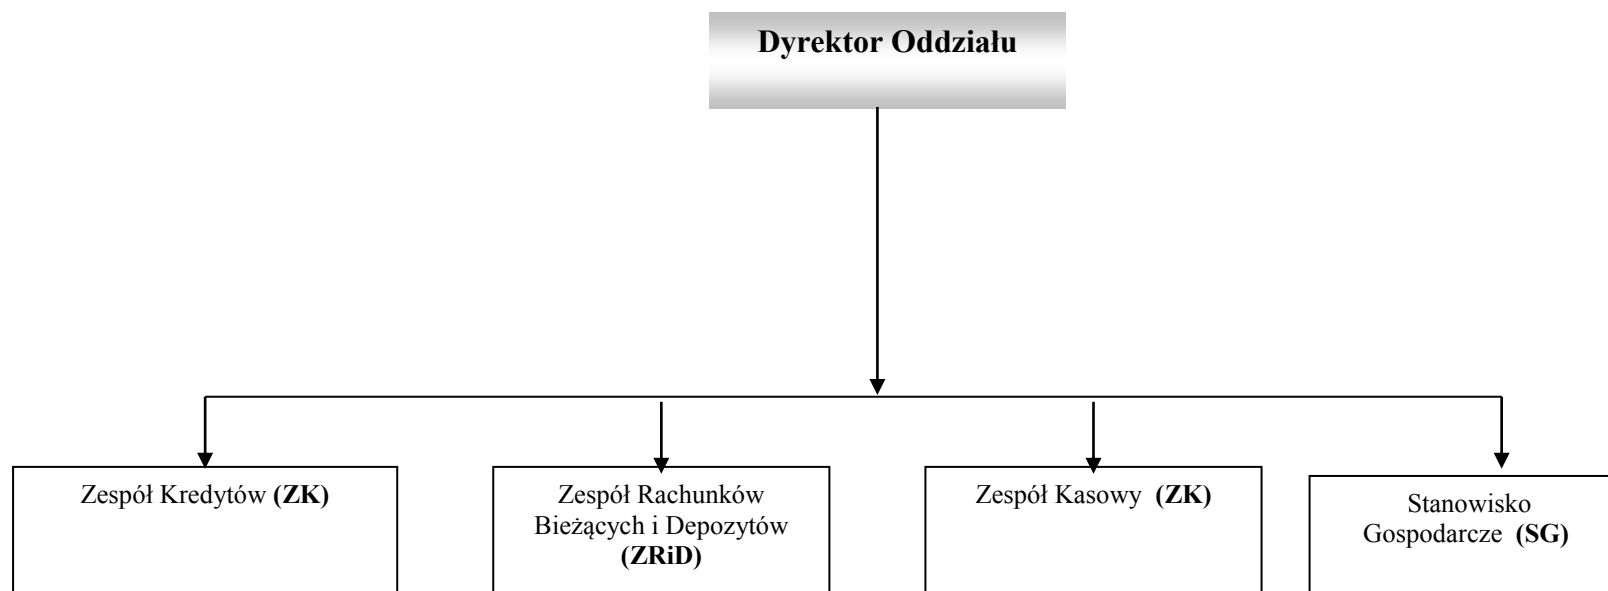 Dyrektor Oddziału
Zespół Kredytów (ZK)
Zespół Rachunków
Bieżących i Depozytów
(ZRiD)
Zespół Kasowy (ZK)
Stanowisko
Gospodarcze (SG)